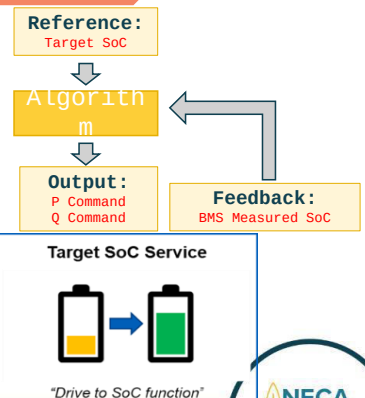 Reference:
Target SoC
Algorith
m
Output:
P Command
Q Command
Feedback:
BMS Measured SoC
Target SoC Service
"Drive to SoC function"
NECA